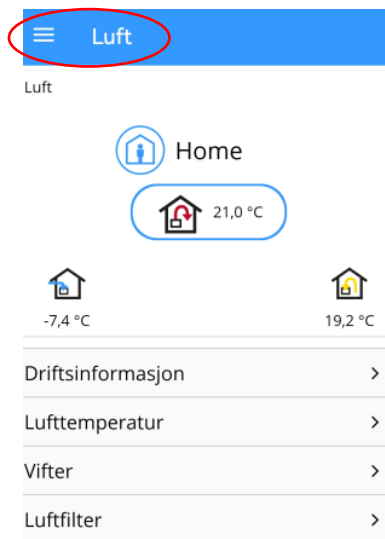 Luft
Luft
Home
21,0 °C
-7,4 °C 19,2 °C
Driftsinformasjon
Lufttemperatur
Vifter
Luftfilter